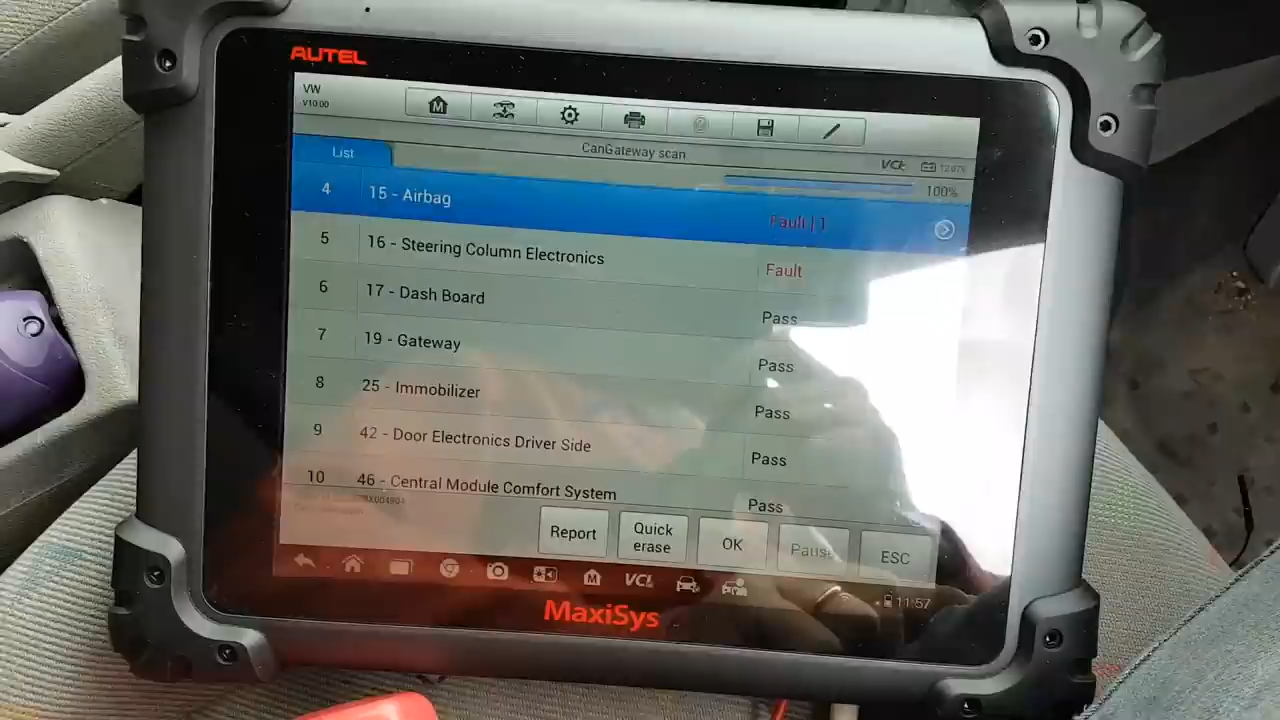 AUTEL
VW
V10.00
CanGateway scan
VCI
List
100%
4 15 - Airbag Fault | 1
5 16 - Steering Column Electronics Fault
6 17 - Dash Board Pass
7 19 - Gateway Pass
8 25 - Immobilizer Pass
9 42 - Door Electronics Driver Side Pass
10 46 - Central Module Comfort System Pass
Report Quick erase OK Pause ESC
VCI
11:57
MaxiSys